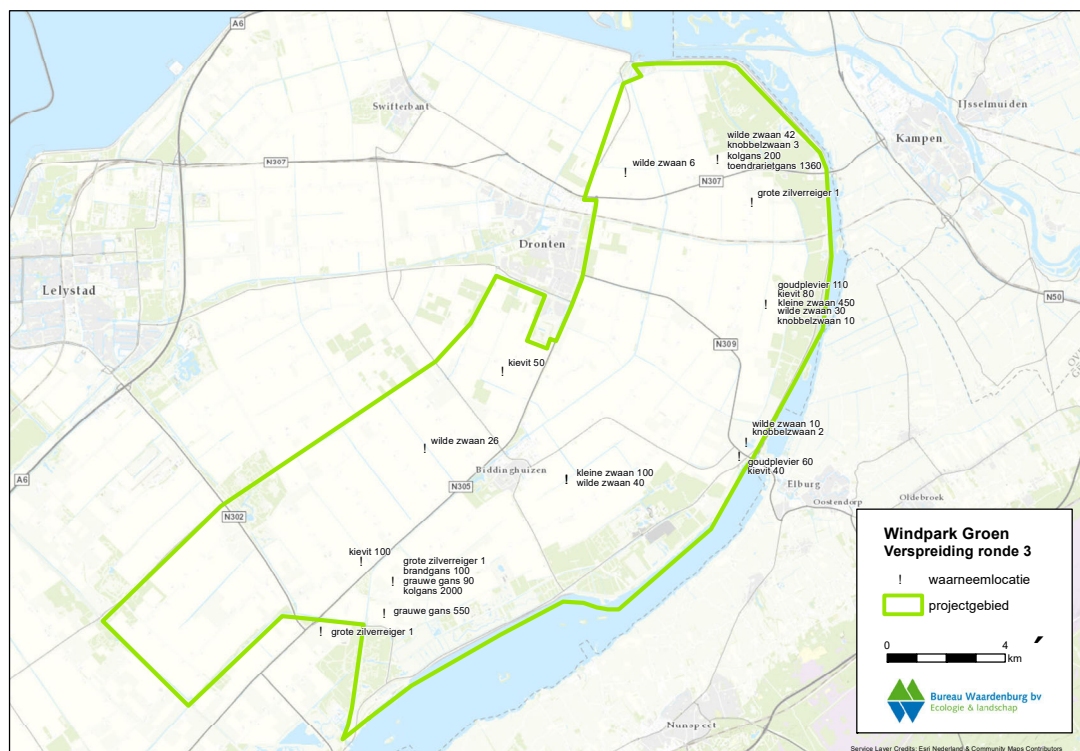 A6
Swifterbant
IJsselmuiden
Kampen
wilde zwaan 42
knobbelzwaan 3
kolgans 200
toendrarietgans 1360
N307
wilde zwaan 6
N307
grote zilverreiger 1
Dronten
Lelystad
goudplevier 110
kievit 80
kleine zwaan 450
wilde zwaan 30
knobbelzwaan 10
N50
N309
kievit 50
wilde zwaan 10
knobbelzwaan 2
wilde zwaan 26
goudplevier 60
kievit 40
Biddinghuizen
kleine zwaan 100
wilde zwaan 40
A6
N305
Elburg
Oostendorp
Oldebroek
N302
kievit 100
grote zilverreiger 1
brandgans 100
grauwe gans 90
kolgans 2000
grauwe gans 550
grote zilverreiger 1
Nunspeet
Windpark Groen
Verspreiding ronde 3
! waarneemlocatie
projectgebied
0 4
km
Bureau Waardenburg bv
Ecologie & landschap
Service Layer Credits: Esri Nederland & Community Maps Contributors